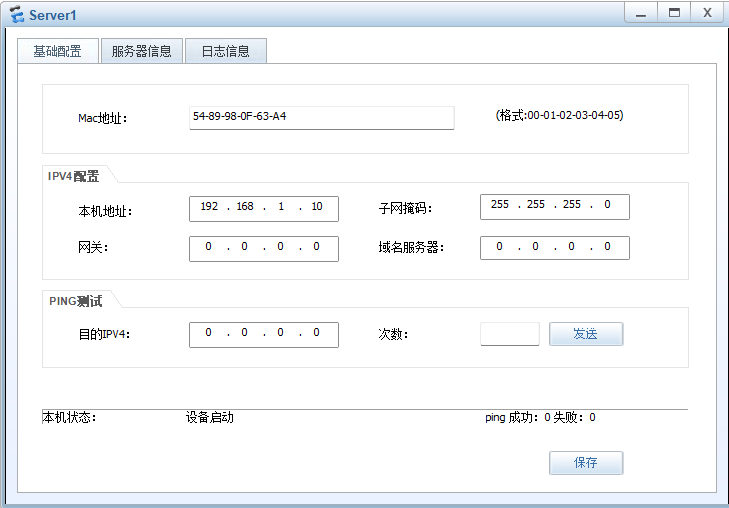 Server1
基础配置 服务器信息 日志信息
Mac地址: 54-89-98-0F-63-A4 (格式:00-01-02-03-04-05)
IPV4配置
本机地址: 192 . 168 . 1 . 10 子网掩码: 255 . 255 . 255 . 0
网关: 0 . 0 . 0 . 0 域名服务器: 0 . 0 . 0 . 0
PING测试
目的IPV4: 0 . 0 . 0 . 0 次数: 发送
本机状态: 设备启动 ping 成功: 0 失败: 0
保存